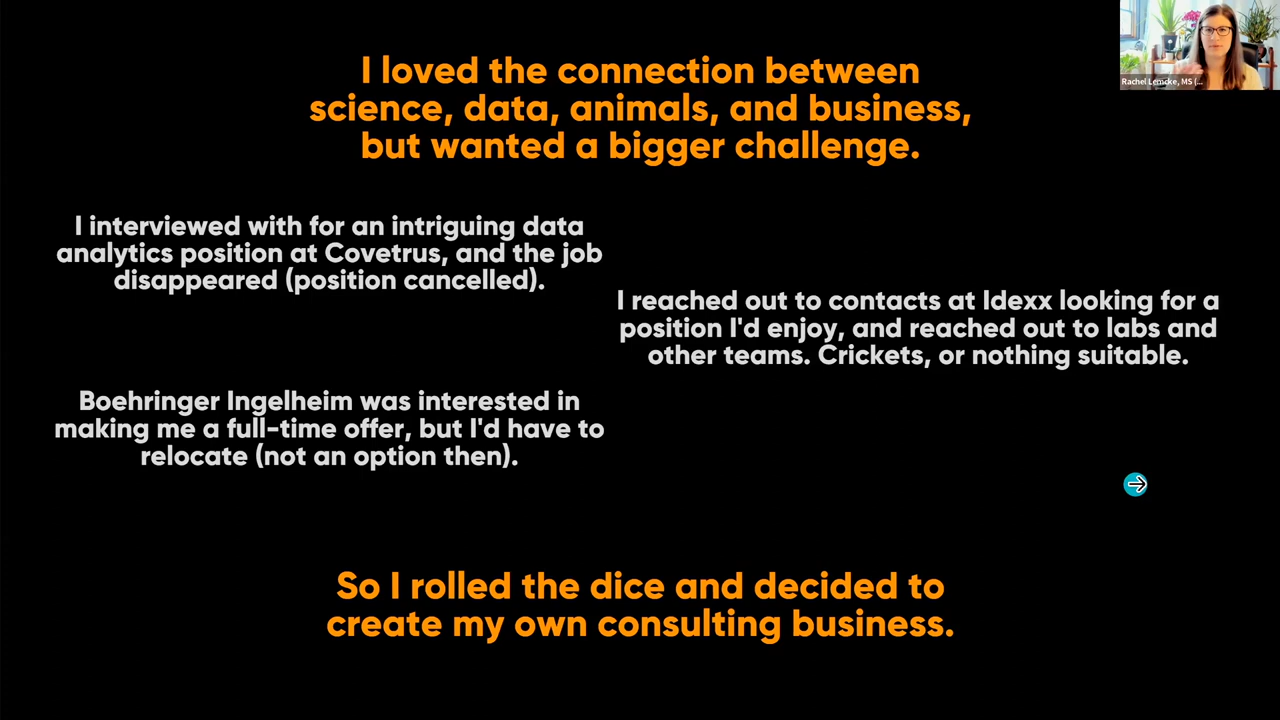 I loved the connection between
science, data, animals, and business,
but wanted a bigger challenge.
I interviewed with for an intriguing data
analytics position at Covetrus, and the job
disappeared (position cancelled).
I reached out to contacts at Idexx looking for a
position I'd enjoy, and reached out to labs and
other teams. Crickets, or nothing suitable.
Boehringer Ingelheim was interested in
making me a full-time offer, but I'd have to
relocate (not an option then).
So I rolled the dice and decided to
create my own consulting business.
Rachel Lemcke, MS (...